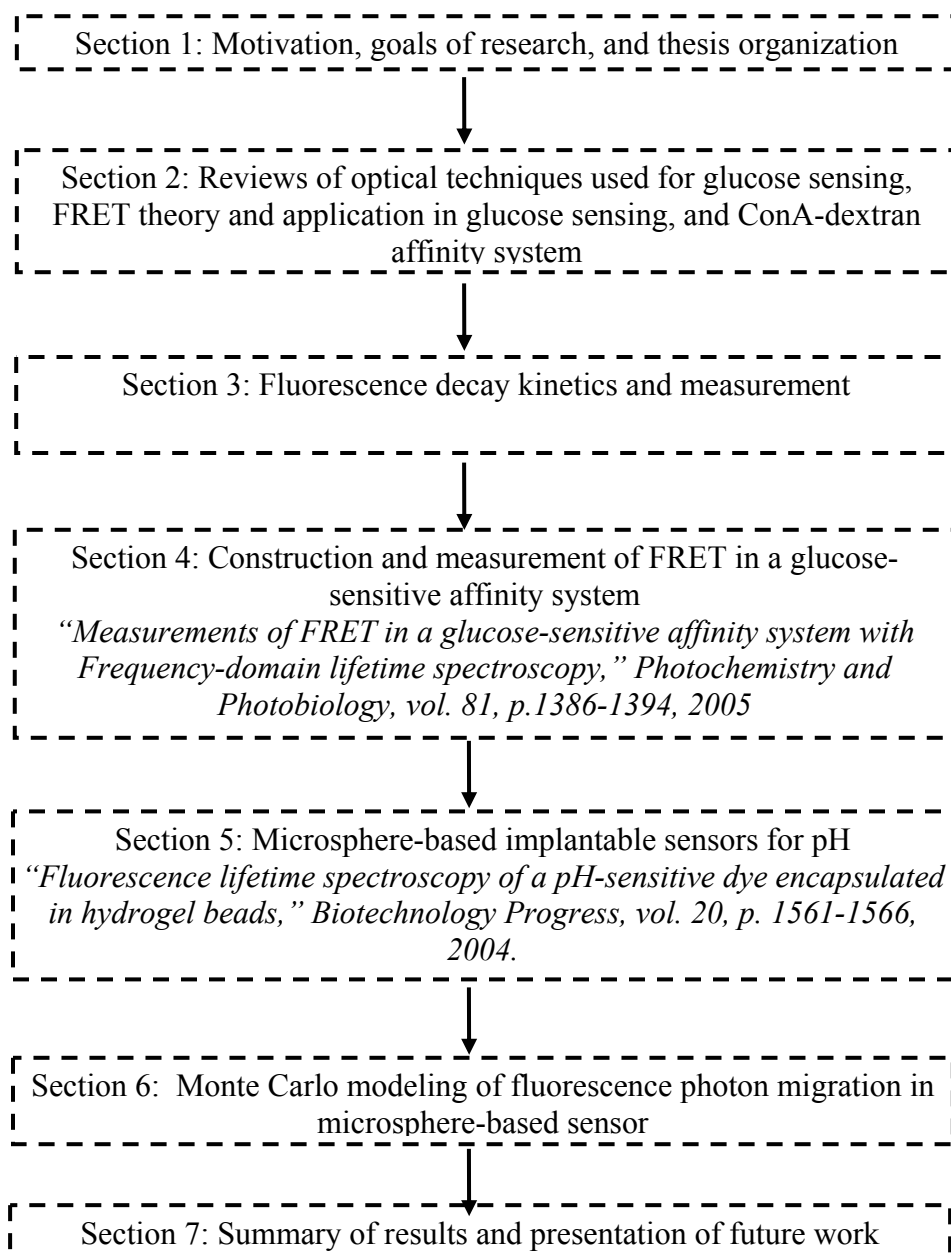 Section 1: Motivation, goals of research, and thesis organization
Section 2: Reviews of optical techniques used for glucose sensing,
FRET theory and application in glucose sensing, and ConA-dextran
affinity system
Section 3: Fluorescence decay kinetics and measurement
Section 4: Construction and measurement of FRET in a glucose-
sensitive affinity system
“Measurements of FRET in a glucose-sensitive affinity system with
Frequency-domain lifetime spectroscopy,” Photochemistry and
Photobiology, vol. 81, p.1386-1394, 2005
Section 5: Microsphere-based implantable sensors for pH
“Fluorescence lifetime spectroscopy of a pH-sensitive dye encapsulated
in hydrogel beads,” Biotechnology Progress, vol. 20, p. 1561-1566,
2004.
Section 6:  Monte Carlo modeling of fluorescence photon migration in
microsphere-based sensor
Section 7: Summary of results and presentation of future work